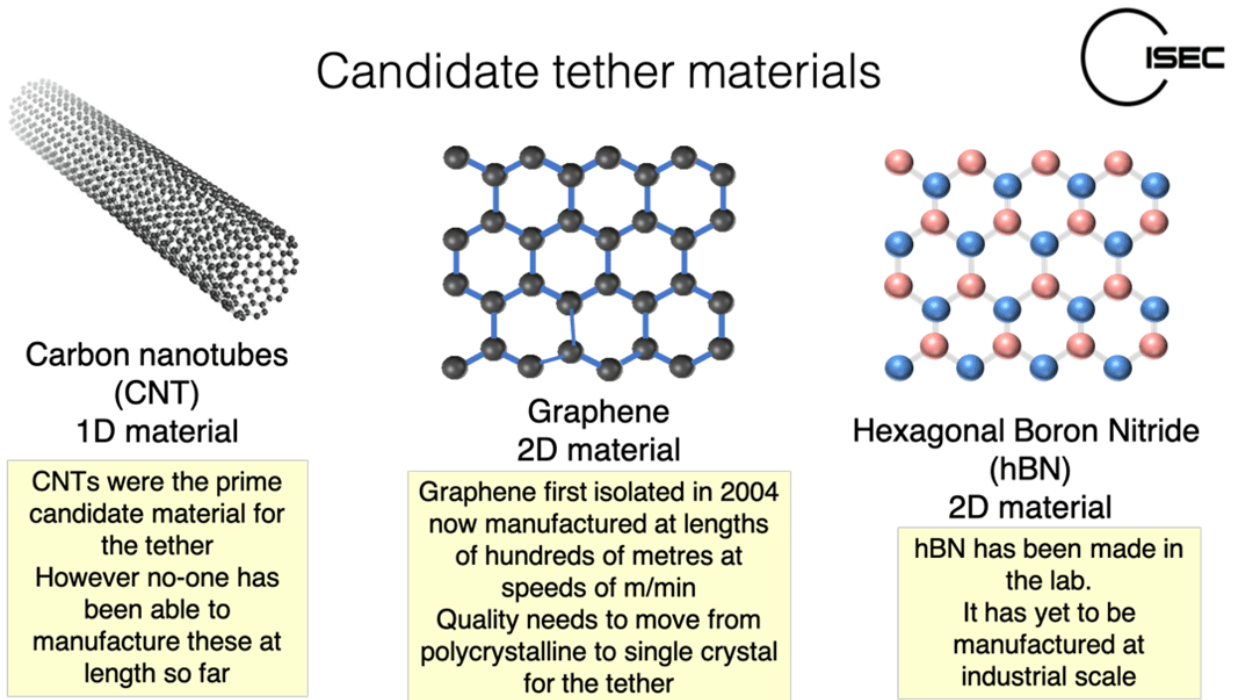 Candidate tether materials
ISEC
Carbon nanotubes
(CNT)
1D material
CNTs were the prime
candidate material for
the tether
However no-one has
been able to
manufacture these at
length so far
Graphene
2D material
Graphene first isolated in 2004
now manufactured at lengths
of hundreds of metres at
speeds of m/min
Quality needs to move from
polycrystalline to single crystal
for the tether
Hexagonal Boron Nitride
(hBN)
2D material
hBN has been made in
the lab.
It has yet to be
manufactured at
industrial scale